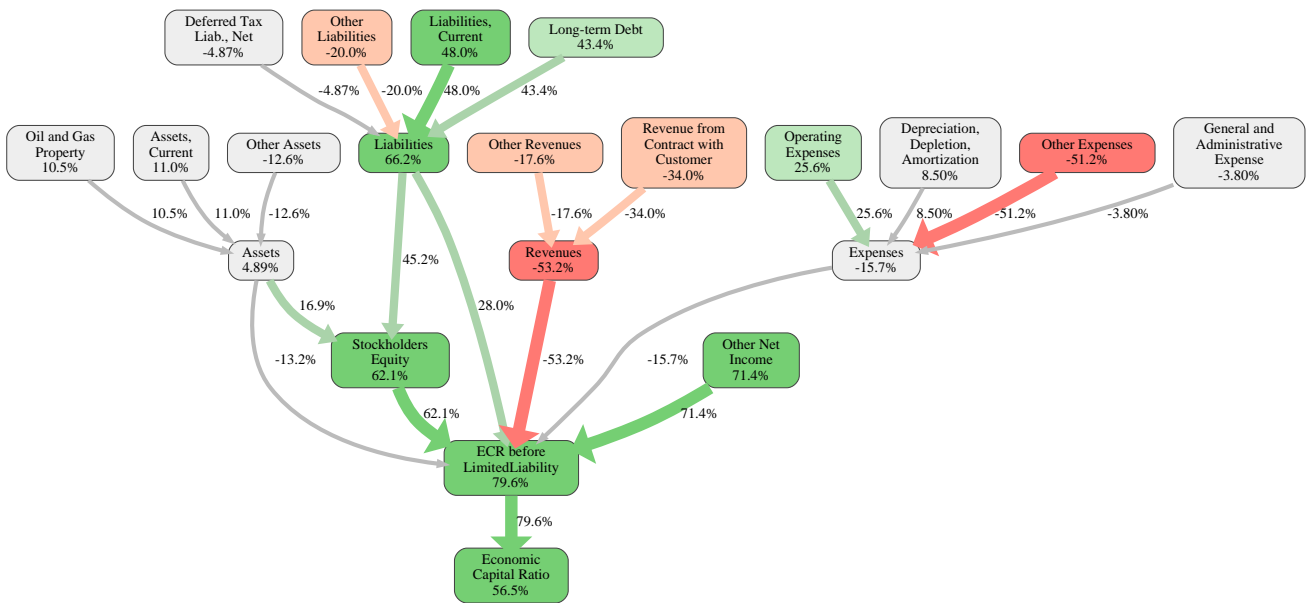 Deferred Tax
Liab., Net
-4.87%
Other
Liabilities
-20.0%
Liabilities,
Current
48.0%
Long-term Debt
43.4%
-4.87%
-20.0%
48.0%
43.4%
Oil and Gas
Property
10.5%
Assets,
Current
11.0%
Other Assets
-12.6%
Liabilities
66.2%
Other Revenues
-17.6%
Revenue from
Contract with
Customer
-34.0%
Operating
Expenses
25.6%
Depreciation,
Depletion,
Amortization
8.50%
Other Expenses
-51.2%
General and
Administrative
Expense
-3.80%
10.5%
11.0%
-12.6%
-17.6%
-34.0%
25.6%
8.50%
-51.2%
-3.80%
Assets
4.89%
45.2%
Revenues
-53.2%
Expenses
-15.7%
16.9%
28.0%
Stockholders
Equity
62.1%
-13.2%
-53.2%
-15.7%
Other Net
Income
71.4%
62.1%
71.4%
ECR before
LimitedLiability
79.6%
79.6%
Economic
Capital Ratio
56.5%